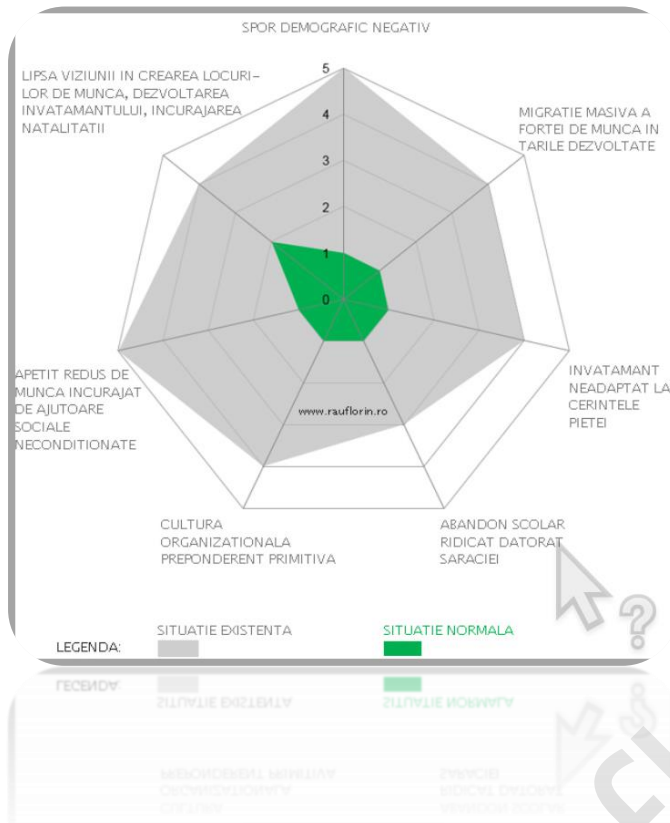 SPOR DEMOGRAFIC NEGATIV
LIPSA VIZIUNII IN CREAREA LOCURI–
LOR DE MUNCA, DEZVOLTAREA
INVATAMANTULUI, INCURAJAREA
NATALITATII
MIGRATIE MASIVA A
FORTEI DE MUNCA IN
TARILE DEZVOLTATE
5
4
3
2
1
0
www.rauflorin.ro
APETIT REDUS DE
MUNCA INCURAJAT
DE AJUTOARE
SOCIALE
NECONDITIONATE
INVATAMANT
NEADAPTAT LA
CERINTELE
PIETEI
CULTURA
ORGANIZATIONALA
PREPONDERENT PRIMITIVA
ABANDON SCOLAR
RIDICAT DATORAT
SARACIEI
?
LEGENDA:
SITUATIE EXISTENTA
SITUATIE NORMALA